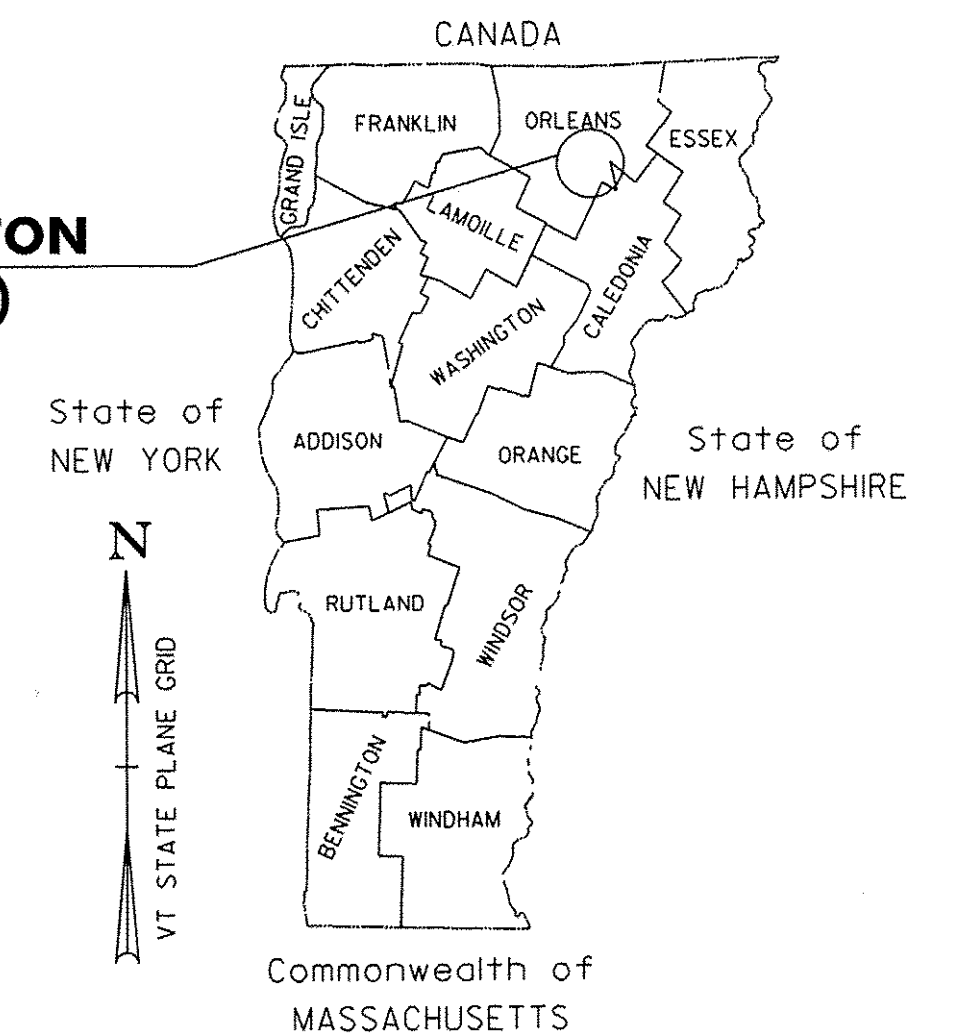 CANADA
FRANKLIN
ORLEANS
ESSEX
GRAND ISLE
LAMOILLE
TON
)
CHITTENDEN
CALEDONIA
WASHINGTON
State of
NEW YORK
ADDISON
ORANGE
State of
NEW HAMPSHIRE
N
RUTLAND
WINDSOR
VT STATE PLANE GRID
BENNINGTON
WINDHAM
Commonwealth of
MASSACHUSETTS